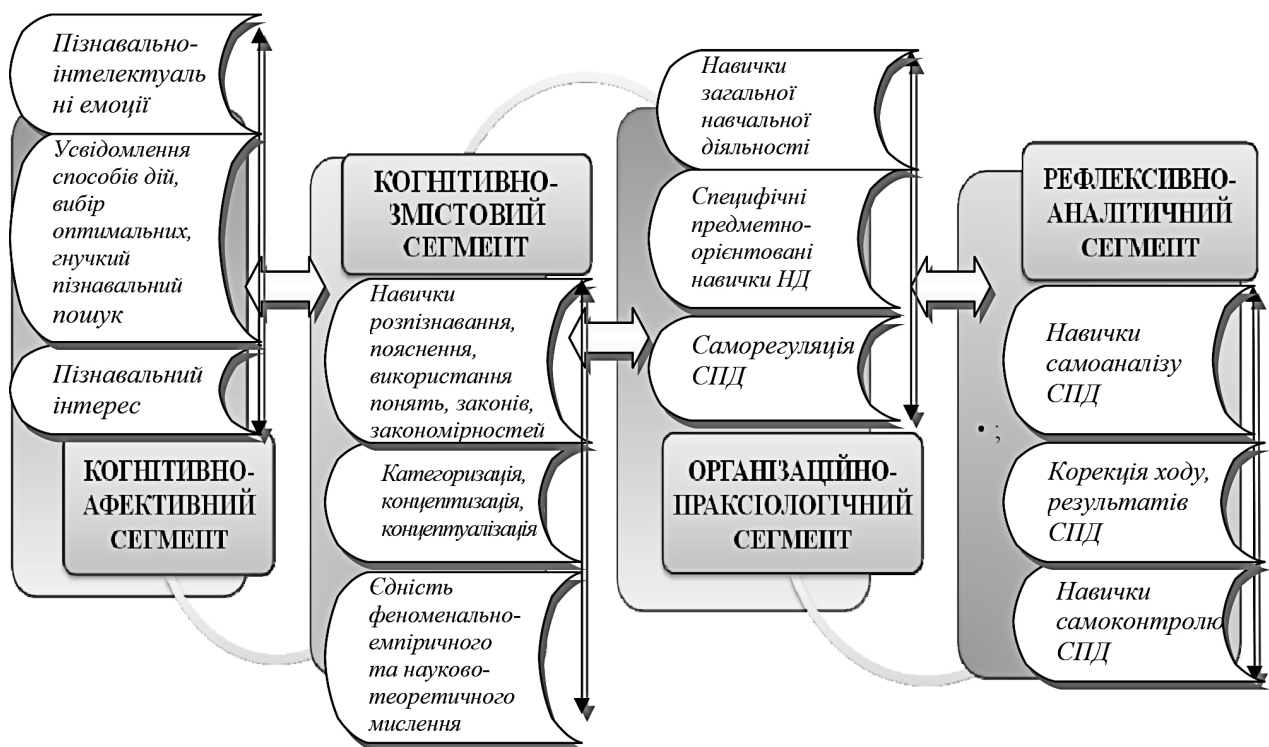 Пізнавально-
інтелектуаль
ні емоції
Усвідомлення
способів дій,
вибір
оптимальних,
гнучкий
пізнавальний
пошук
Пізнавальний
інтерес
КОГНІТИВНО-
АФЕКТИВНИЙ
СЕГМЕНТ
КОГНІТИВНО-
ЗМІСТОВИЙ
СЕГМЕНТ
Навички
розпізнавання,
пояснення,
використання
понять, законів,
закономірностей
Категоризація,
концептизація,
концептуалізація
Єдність
феноменально-
емпіричного
та науково-
теоретичного
мислення
Навички
загальної
навчальної
діяльності
Специфічні
предметно-
орієнтовані
навички НД
Саморегуляція
СПД
ОРГАНІЗАЦІЙНО-
ПРАКСІОЛОГІЧНИЙ
СЕГМЕНТ
РЕФЛЕКСИВНО-
АНАЛІТИЧНИЙ
СЕГМЕНТ
Навички
самоаналізу
СПД
• ;
Корекція ходу,
результатів
СПД
Навички
самоконтролю
СПД